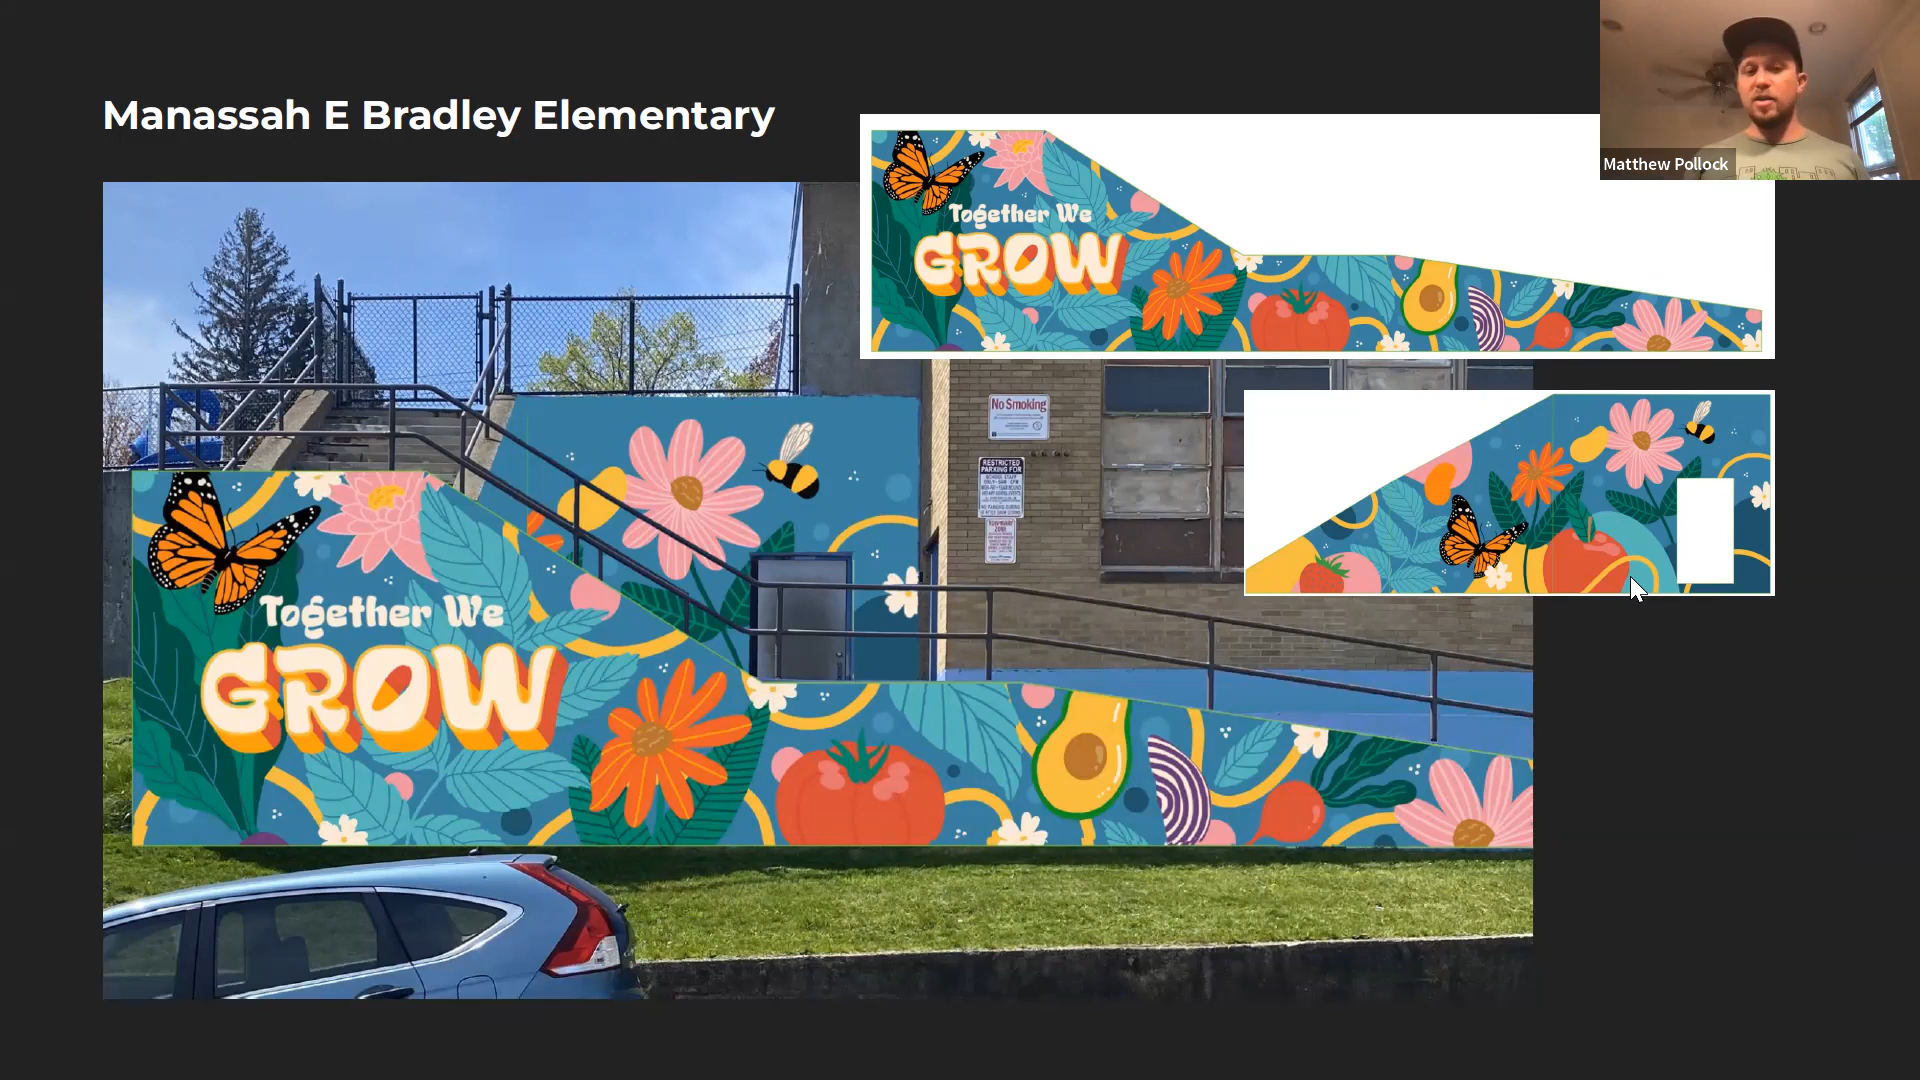 Manassah E Bradley Elementary
Matthew Pollock
Together We
GROW
No Smoking
RESTRICTED
PARKING FOR
Together We
GROW